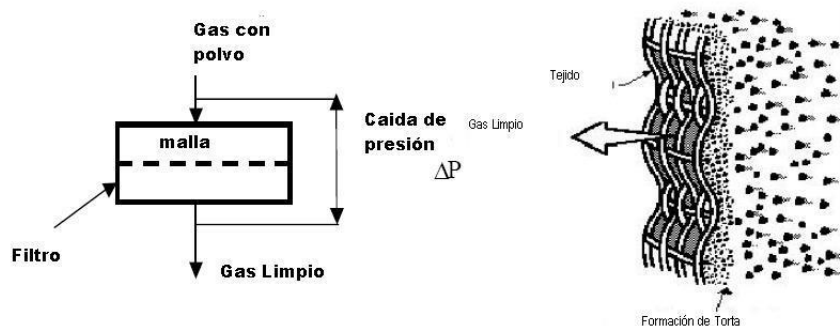 Gas con
polvo
malla
Caida de
presión
ΔP
Filtro
Gas Limpio
Tejido
Gas Limpio
Formación de Torta